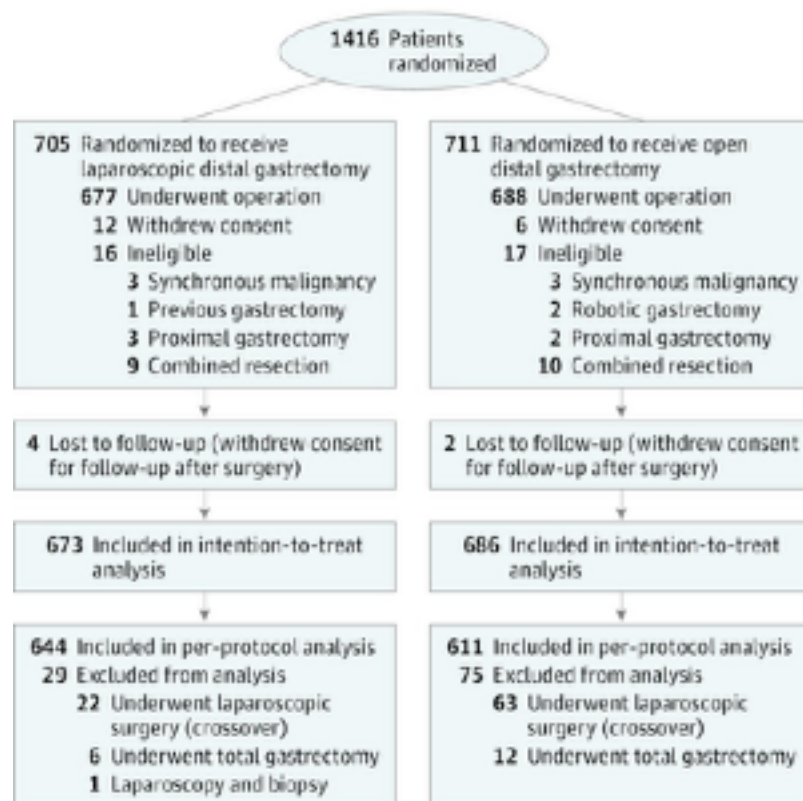 1416 Patients
randomized
705 Randomized to receive
laparoscopic distal gastrectomy
677 Underwent operation
12 Withdrew consent
16 Ineligible
3 Synchronous malignancy
1 Previous gastrectomy
3 Proximal gastrectomy
9 Combined resection
4 Lost to follow-up (withdrew consent
for follow-up after surgery)
673 Included in intention-to-treat
analysis
644 Included in per-protocol analysis
29 Excluded from analysis
22 Underwent laparoscopic
surgery (crossover)
6 Underwent total gastrectomy
1 Laparoscopy and biopsy
711 Randomized to receive open
distal gastrectomy
688 Underwent operation
6 Withdrew consent
17 Ineligible
3 Synchronous malignancy
2 Robotic gastrectomy
2 Proximal gastrectomy
10 Combined resection
2 Lost to follow-up (withdrew consent
for follow-up after surgery)
686 Included in intention-to-treat
analysis
611 Included in per-protocol analysis
75 Excluded from analysis
63 Underwent laparoscopic
surgery (crossover)
12 Underwent total gastrectomy